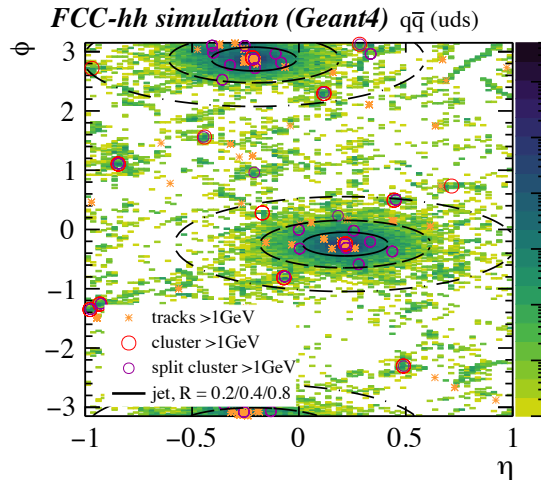 FCC-hh simulation (Geant4) qq̅ (uds)
ϕ
3
2
1
0
−1
−2
−3
tracks >1GeV
cluster >1GeV
split cluster >1GeV
jet, R = 0.2/0.4/0.8
−1 −0.5 0 0.5 1
η